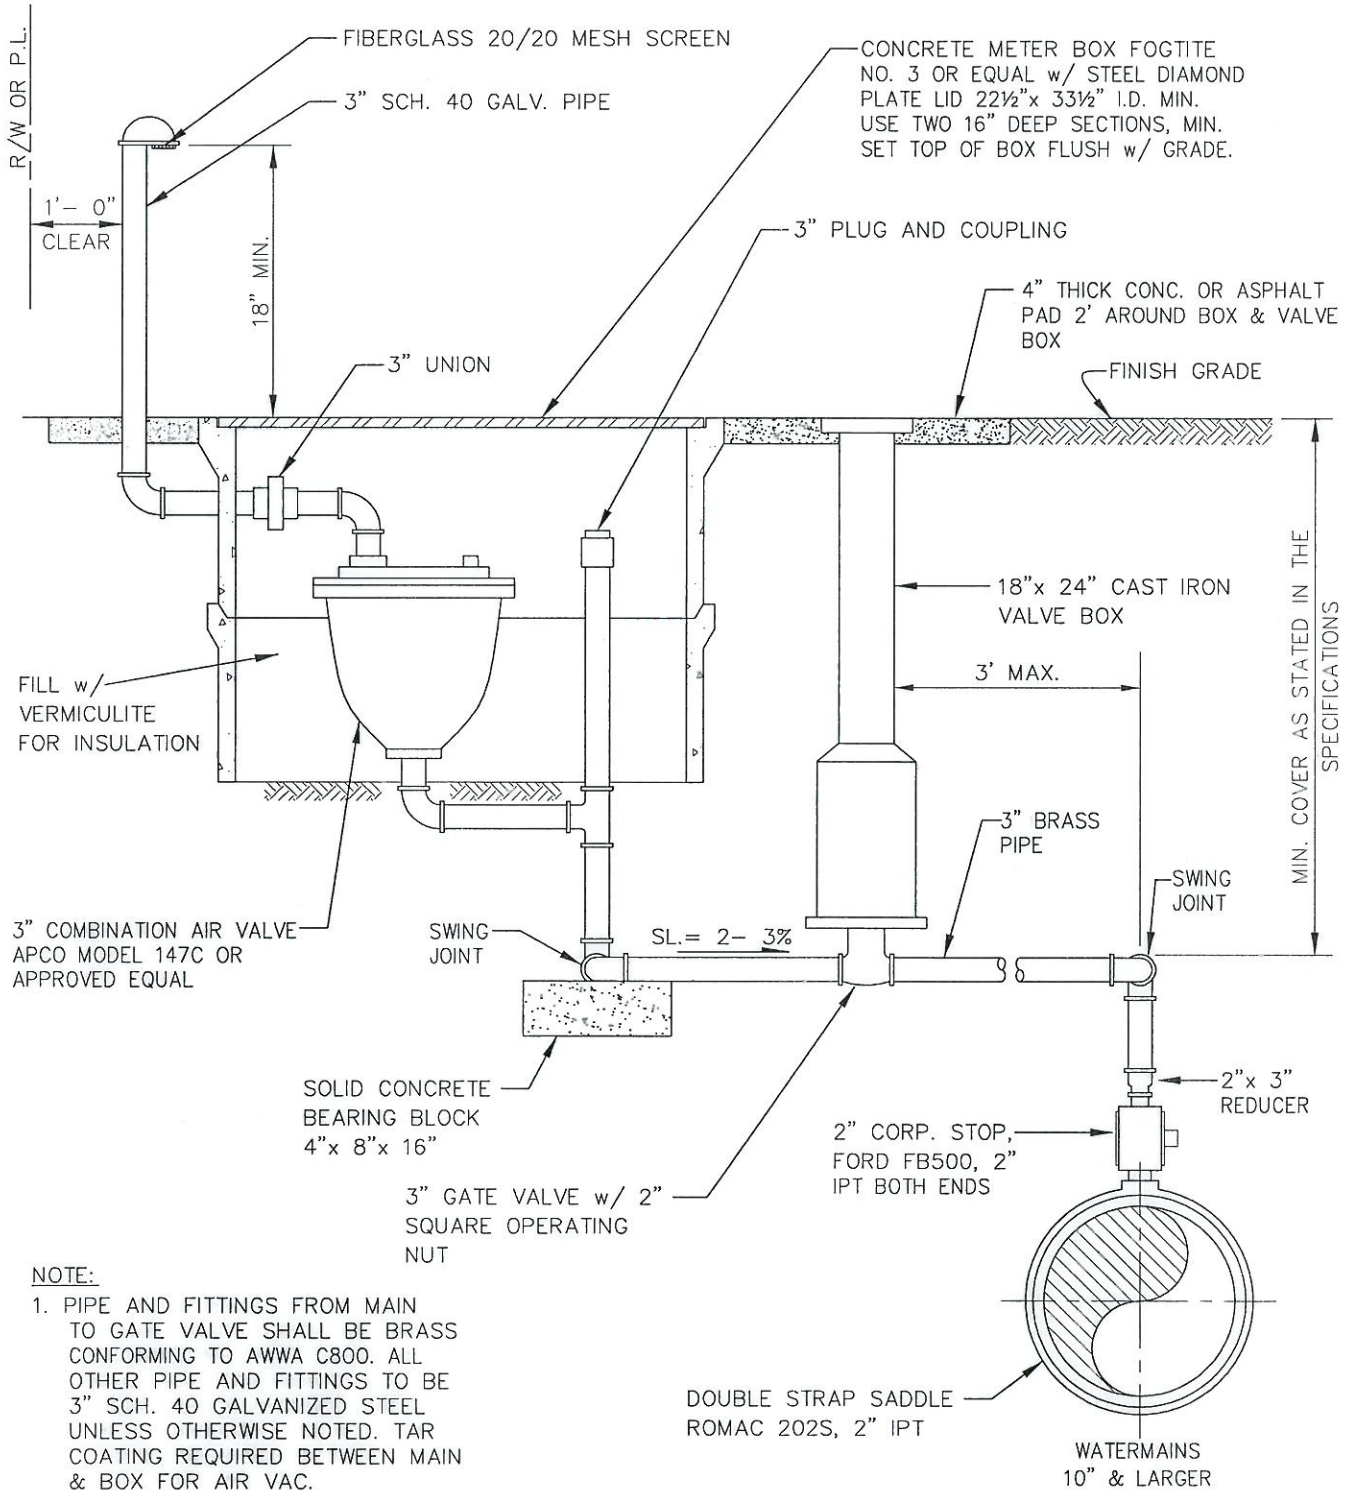 R/W OR P.L.
FIBERGLASS 20/20 MESH SCREEN
3" SCH. 40 GALV. PIPE
1'- 0"
CLEAR
18" MIN.
CONCRETE METER BOX FOGTITE
NO. 3 OR EQUAL w/ STEEL DIAMOND
PLATE LID 22½"x 33½" I.D. MIN.
USE TWO 16" DEEP SECTIONS, MIN.
SET TOP OF BOX FLUSH w/ GRADE.
3" PLUG AND COUPLING
4" THICK CONC. OR ASPHALT
PAD 2' AROUND BOX & VALVE
BOX
3" UNION
FINISH GRADE
18"x 24" CAST IRON
VALVE BOX
3' MAX.
MIN. COVER AS STATED IN THE
SPECIFICATIONS
FILL w/
VERMICULITE
FOR INSULATION
3" BRASS
PIPE
SWING
JOINT
3" COMBINATION AIR VALVE
APCO MODEL 147C OR
APPROVED EQUAL
SWING
JOINT
SL.= 2- 3%
SOLID CONCRETE
BEARING BLOCK
4"x 8"x 16"
2"x 3"
REDUCER
2" CORP. STOP,
FORD FB500, 2"
IPT BOTH ENDS
3" GATE VALVE w/ 2"
SQUARE OPERATING
NUT
NOTE:
1. PIPE AND FITTINGS FROM MAIN
TO GATE VALVE SHALL BE BRASS
CONFORMING TO AWWA C800. ALL
OTHER PIPE AND FITTINGS TO BE
3" SCH. 40 GALVANIZED STEEL
UNLESS OTHERWISE NOTED. TAR
COATING REQUIRED BETWEEN MAIN
& BOX FOR AIR VAC.
DOUBLE STRAP SADDLE
ROMAC 202S, 2" IPT
WATERMAINS
10" & LARGER